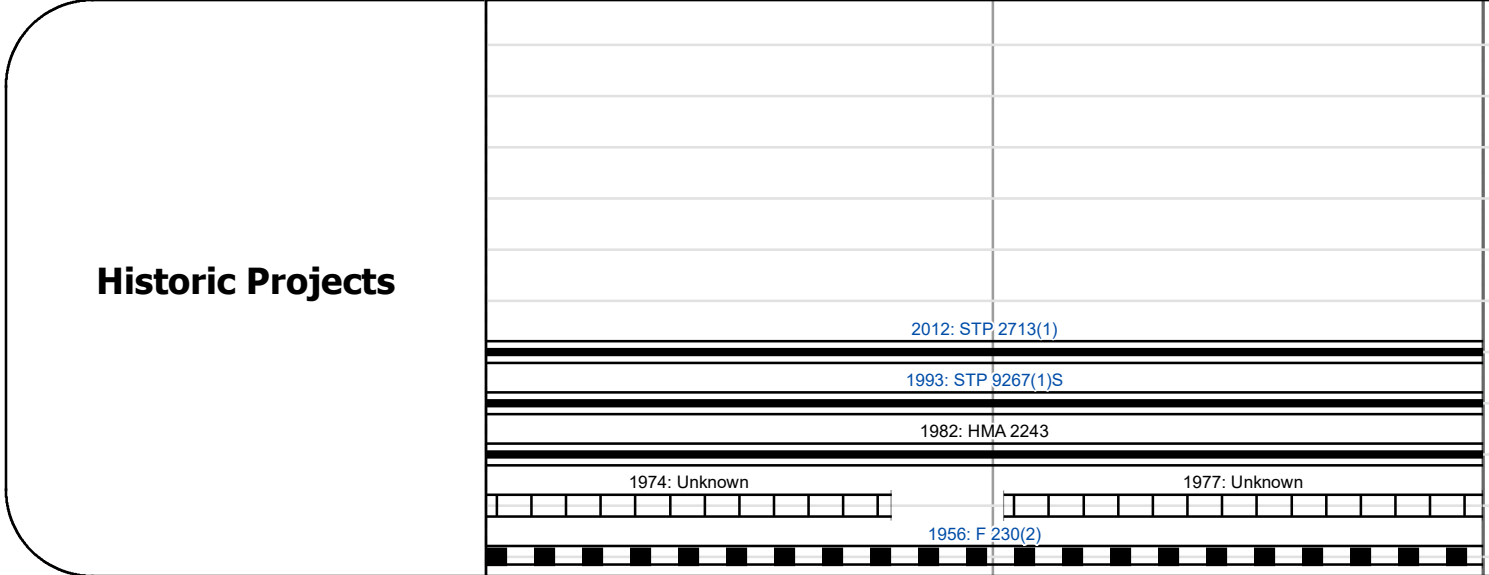 Historic Projects
2012: STP 2713(1)
1993: STP 9267(1)S
1982: HMA 2243
1974: Unknown
1977: Unknown
1956: F 230(2)